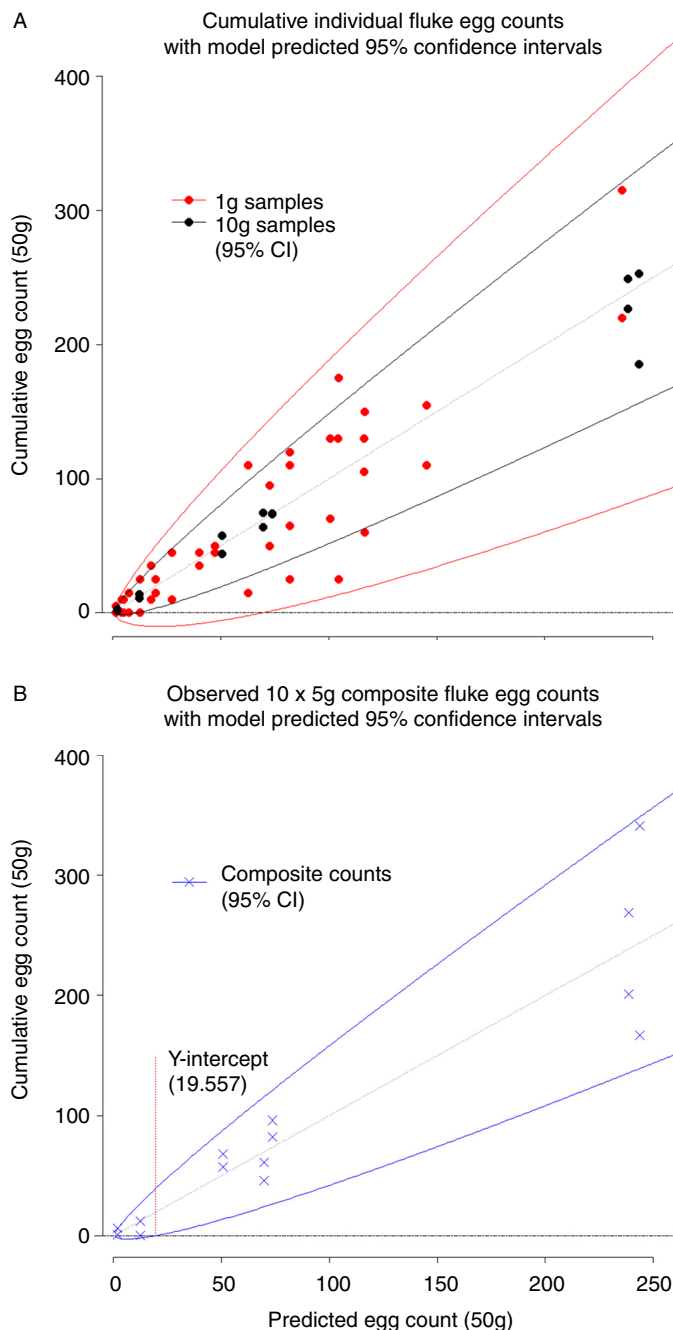 A
Cumulative individual fluke egg counts
with model predicted 95% confidence intervals
400
300
200
100
0
Cumulative egg count (50g)
1g samples
10g samples
(95% CI)
B
Observed 10 x 5g composite fluke egg counts
with model predicted 95% confidence intervals
400
300
200
100
0
Cumulative egg count (50g)
Composite counts
(95% CI)
Y-intercept
(19.557)
0 50 100 150 200 250
Predicted egg count (50g)